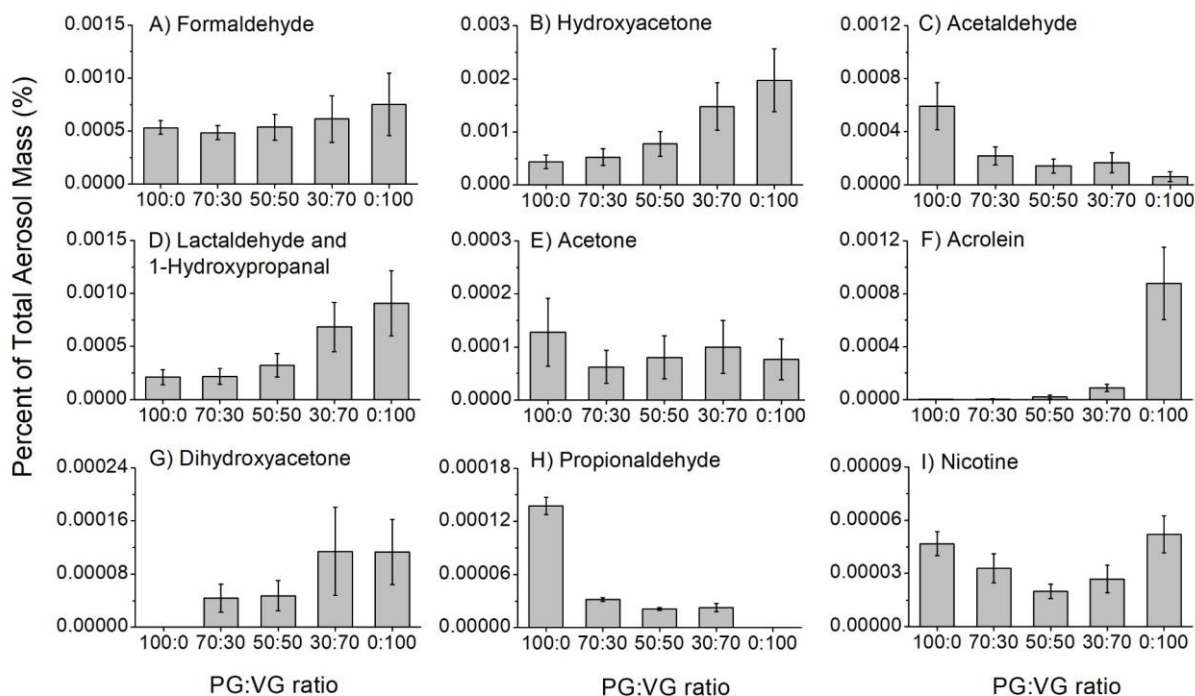 Percent of Total Aerosol Mass (%)
A) Formaldehyde
0.0015
0.0010
0.0005
0.0000
100:0 70:30 50:50 30:70 0:100
B) Hydroxyacetone
0.003
0.002
0.001
0.000
100:0 70:30 50:50 30:70 0:100
C) Acetaldehyde
0.0012
0.0008
0.0004
0.0000
100:0 70:30 50:50 30:70 0:100
D) Lactaldehyde and
1-Hydroxypropanal
0.0015
0.0010
0.0005
0.0000
100:0 70:30 50:50 30:70 0:100
E) Acetone
0.0003
0.0002
0.0001
0.0000
100:0 70:30 50:50 30:70 0:100
F) Acrolein
0.0012
0.0008
0.0004
0.0000
100:0 70:30 50:50 30:70 0:100
G) Dihydroxyacetone
0.00024
0.00016
0.00008
0.00000
100:0 70:30 50:50 30:70 0:100
PG:VG ratio
H) Propionaldehyde
0.00018
0.00012
0.00006
0.00000
100:0 70:30 50:50 30:70 0:100
PG:VG ratio
I) Nicotine
0.00009
0.00006
0.00003
0.00000
100:0 70:30 50:50 30:70 0:100
PG:VG ratio